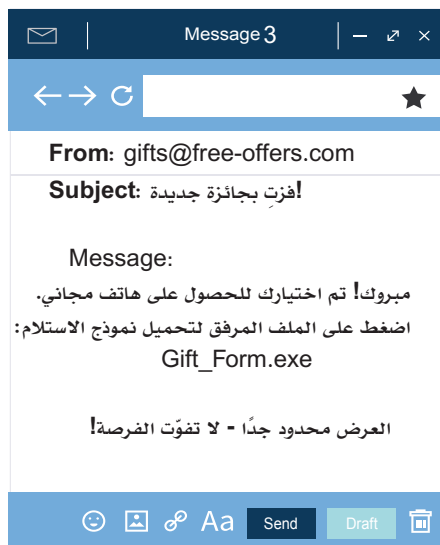 Message 3
From: gifts@free-offers.com
Subject: فزتِ بجائزة جديدة!
Message:
مبروك! تم اختيارك للحصول على هاتف مجاني.
اضغط على الملف المرفق لتحميل نموذج الاستلام:
Gift_Form.exe
العرض محدود جدًا - لا تفوّت الفرصة!
Aa Send Draft